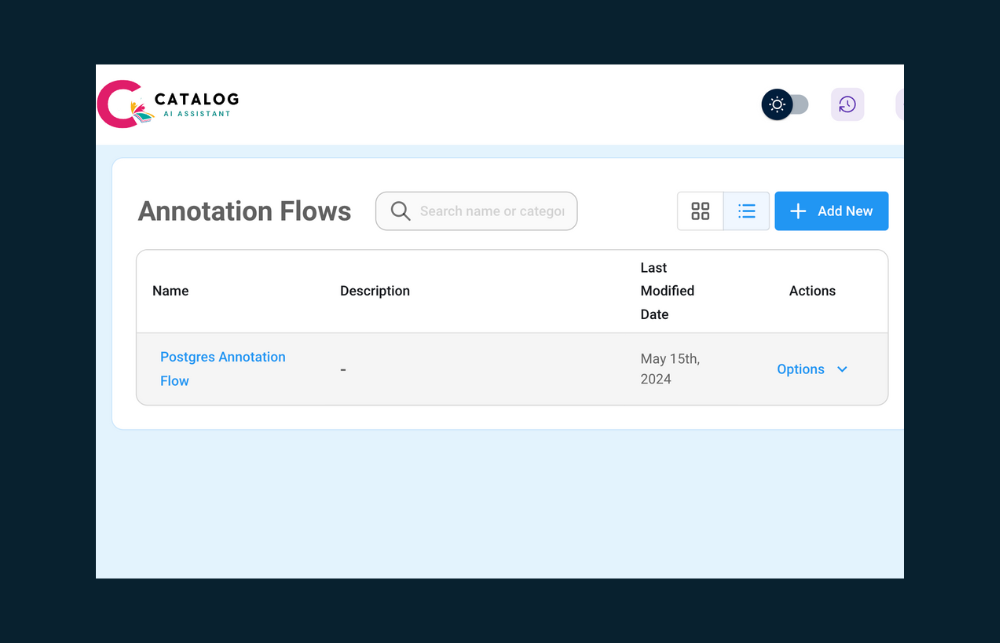 CATALOG
AI ASSISTANT
Annotation Flows
Search name or categor
Add New
Name
Description
Last
Modified
Date
Actions
Postgres Annotation
Flow
-
May 15th,
2024
Options